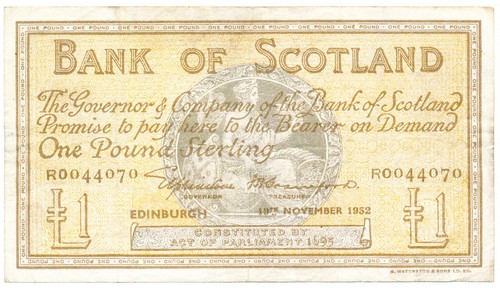 BANK OF SCOTLAND
The Governor & Company of the Bank of Scotland
Promise to pay here to the Bearer on Demand
One Pound Sterling
R0044070 R0044070
GOVERNOR TREASURER
EDINBURGH 19TH NOVEMBER 1952
£1 £1
CONSTITUTED BY
ACT OF PARLIAMENT 1695